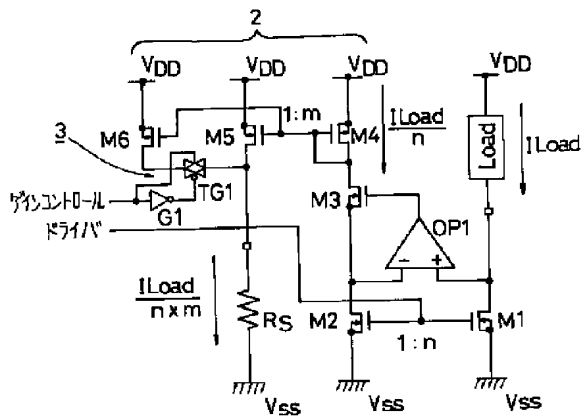 2
VDD VDD VDD VDD
M6 M5 1:m M4 ILoad/n Load ILoad
3
TG1
ゲインコントロール G1 M3 OP1
ドライバ
- +
ILoad/n×m RS M2 1:n M1
VSS VSS VSS